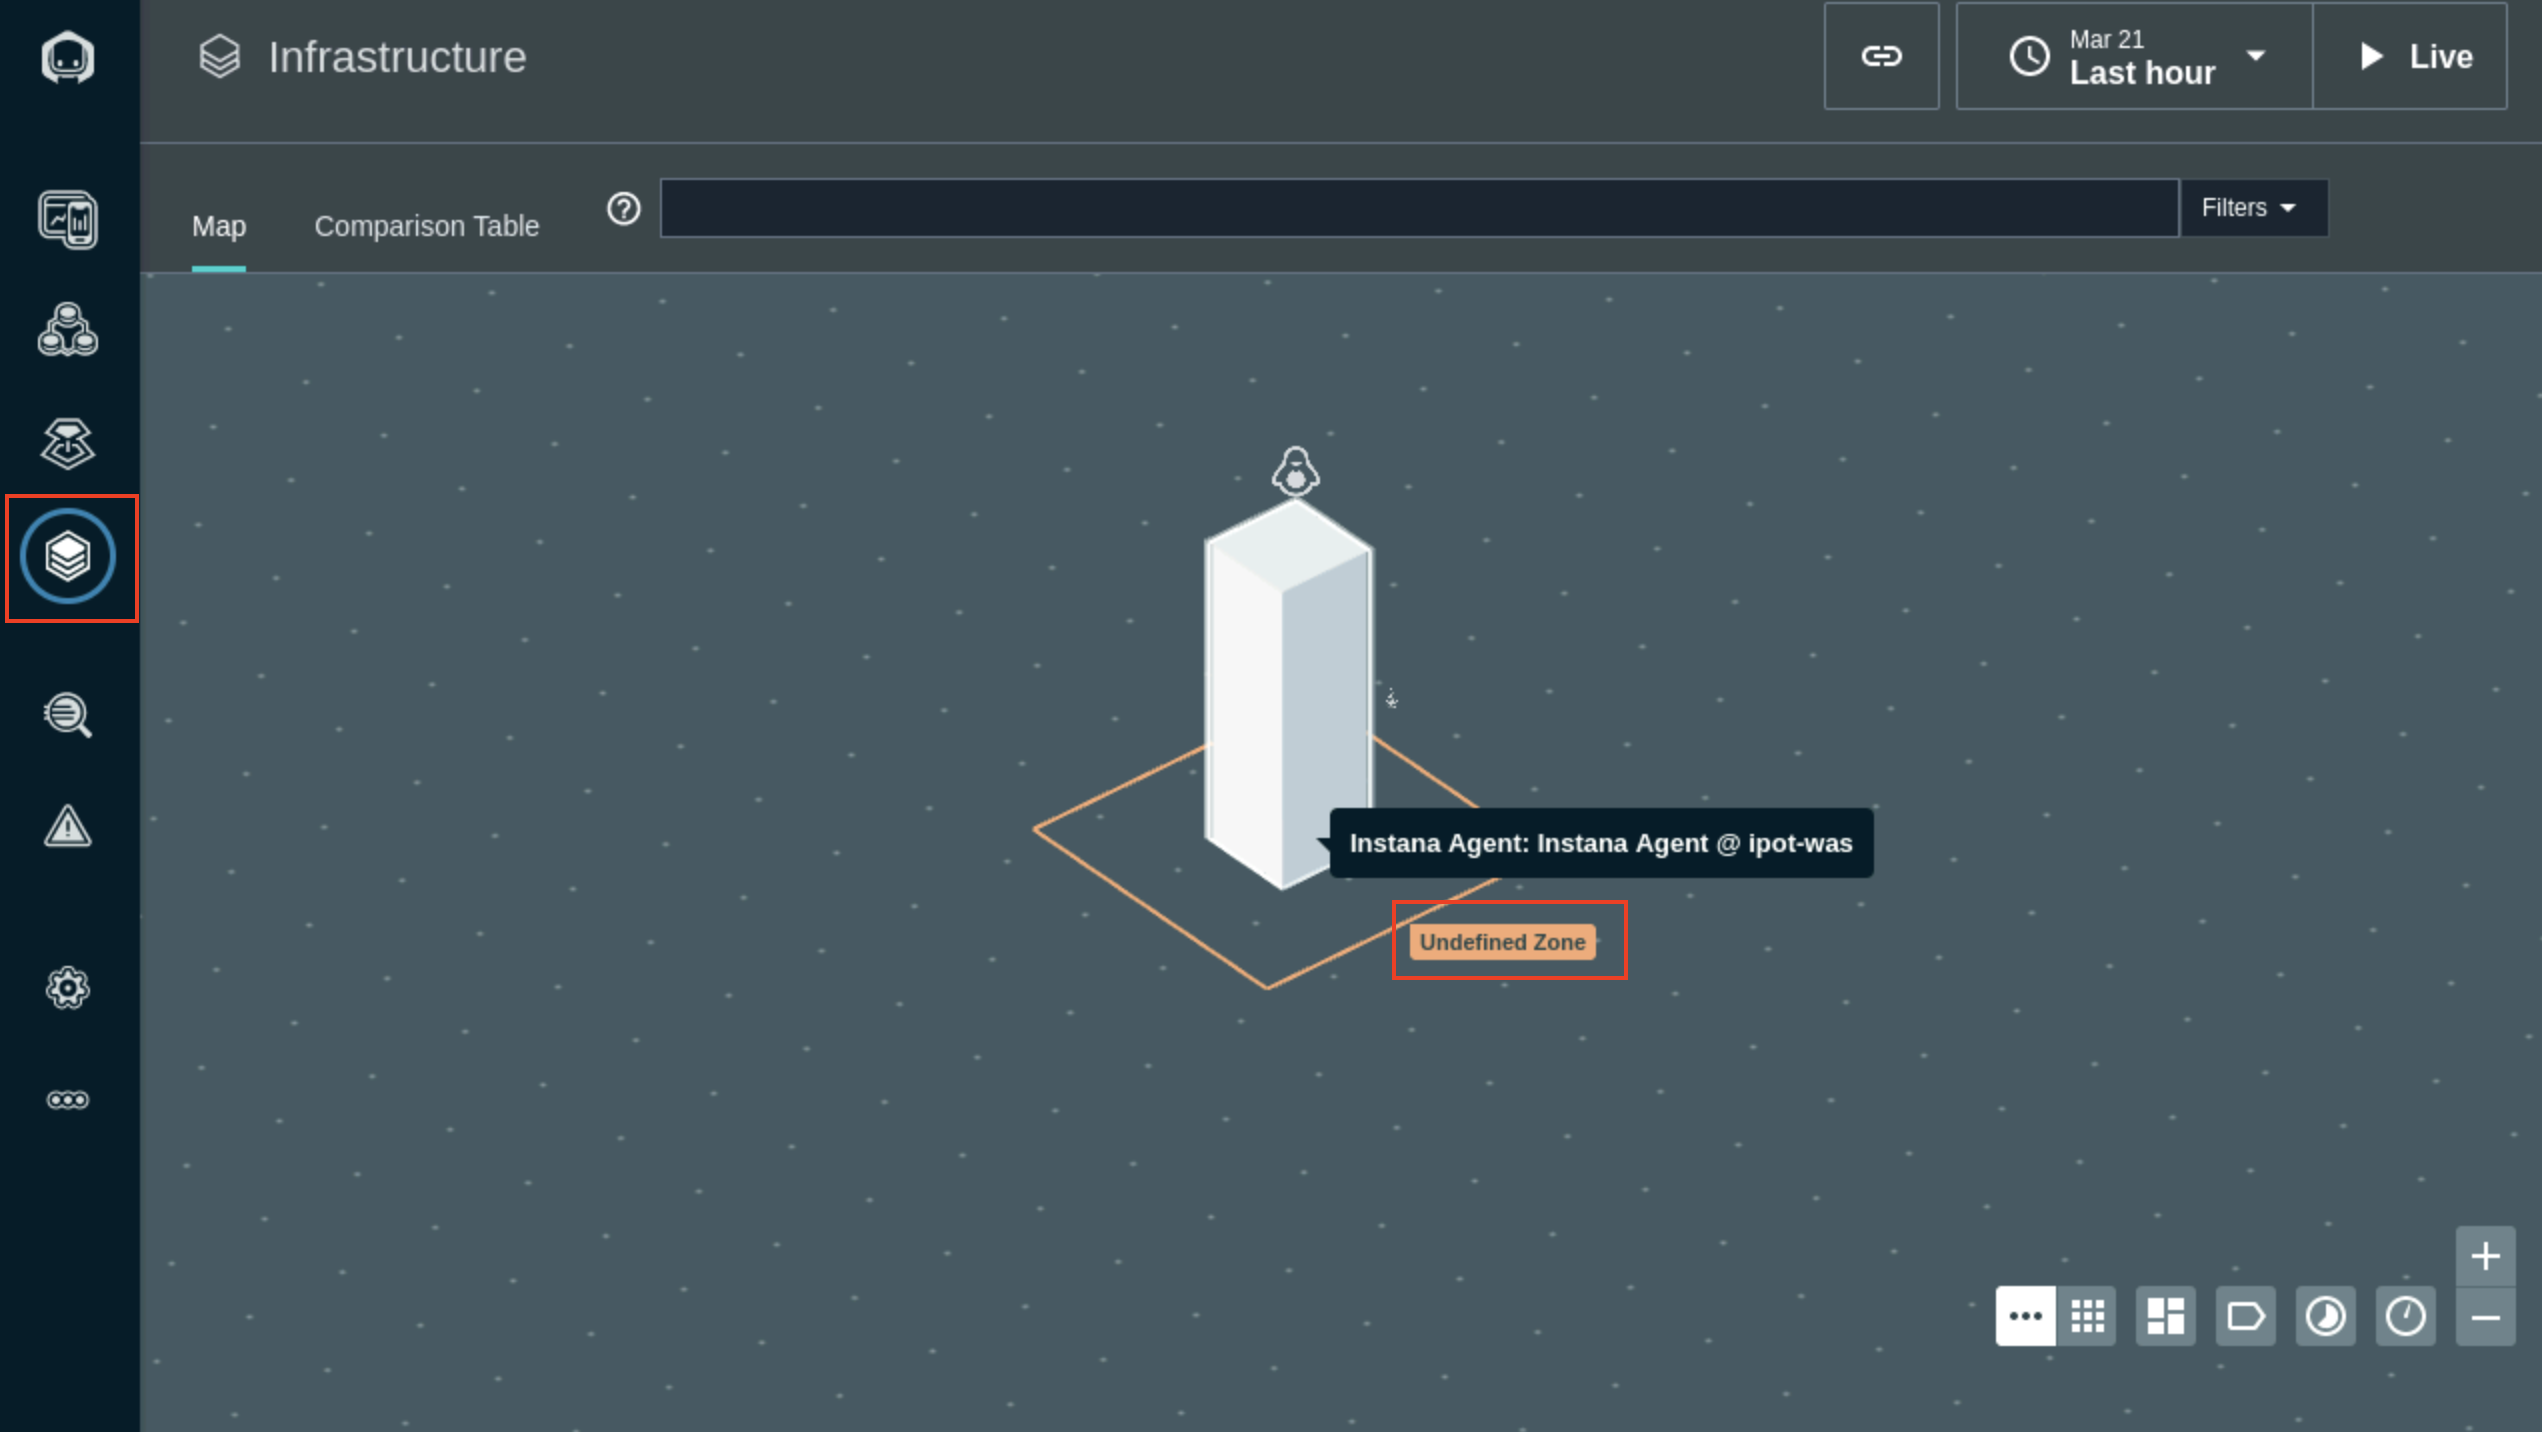 Infrastructure
Mar 21
Last hour
Live
Map
Comparison Table
Filters
Instana Agent: Instana Agent @ ipot-was
Undefined Zone